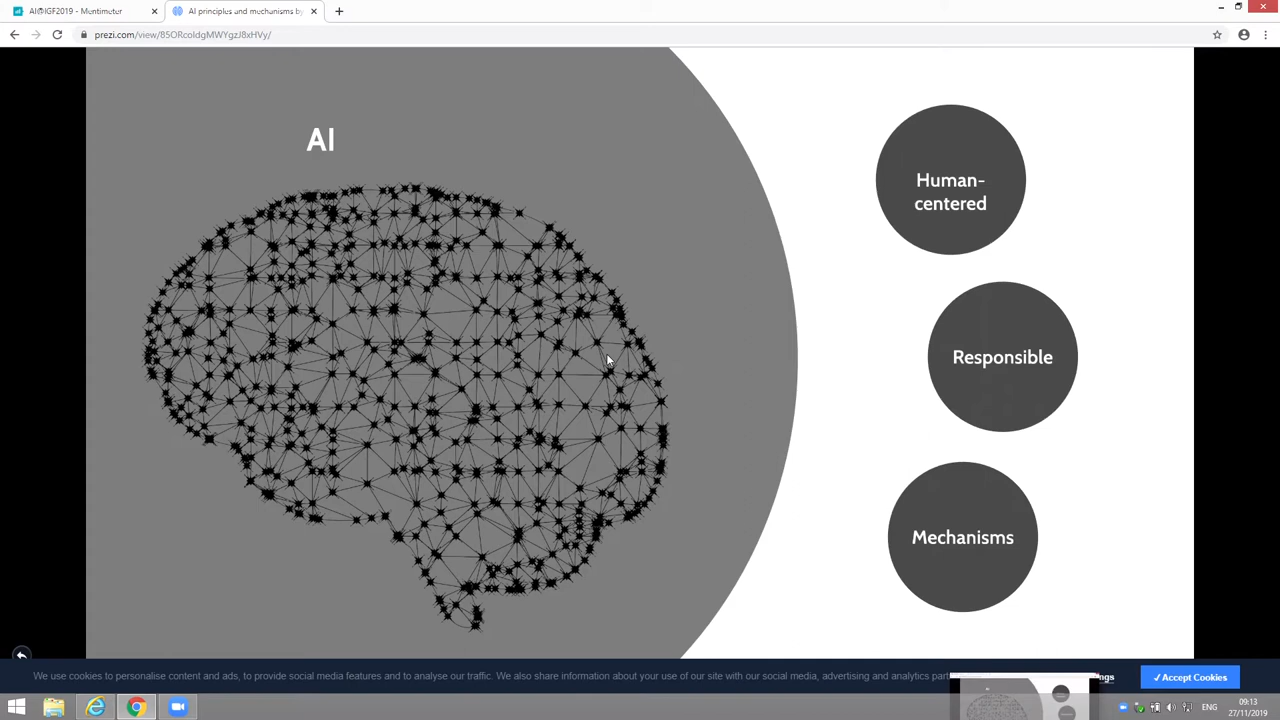 AI@IGF2019 - Mentimeter
AI principles and mechanisms by
prezi.com/view/85ORcoIdgMWYgzJ8xHVy/
AI
Human-
centered
Responsible
Mechanisms
We use cookies to personalise content and ads, to provide social media features and to analyse our traffic. We also share information about your use of our site with our social media, advertising and analytics part
Accept Cookies
ENG
09:13
27/11/2019